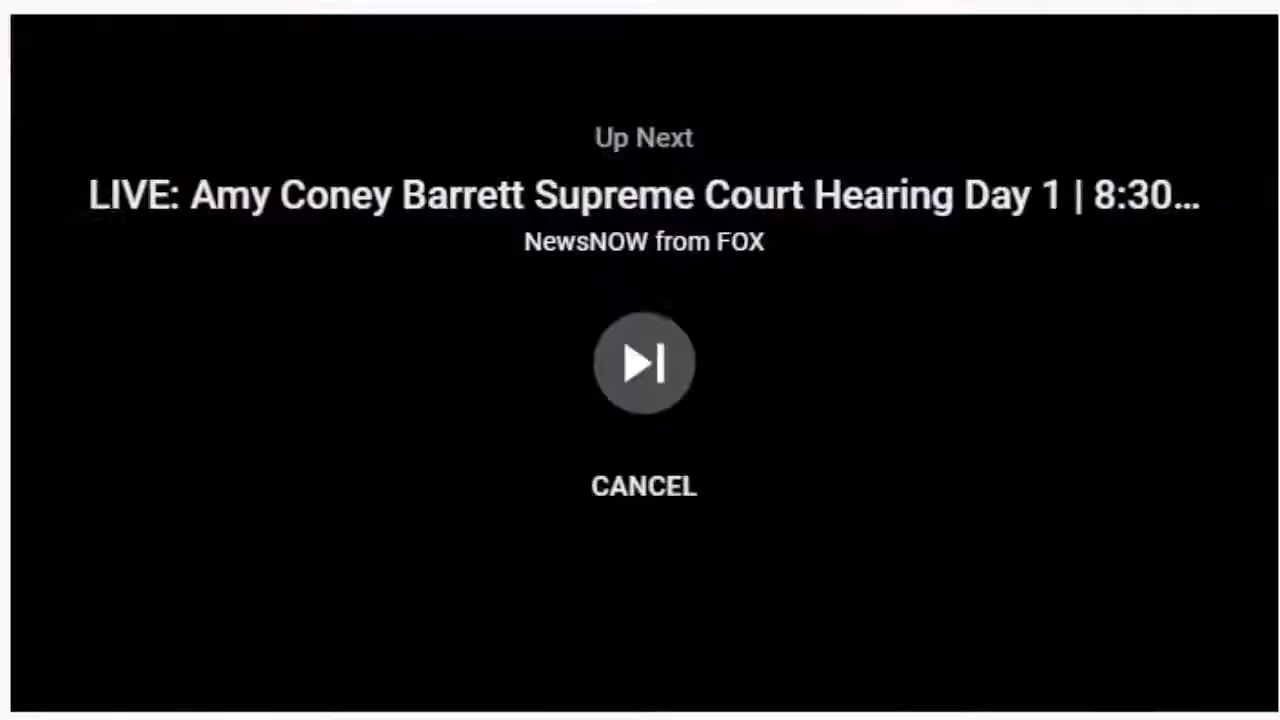 Up Next
LIVE: Amy Coney Barrett Supreme Court Hearing Day 1 | 8:30...
NewsNOW from FOX
CANCEL